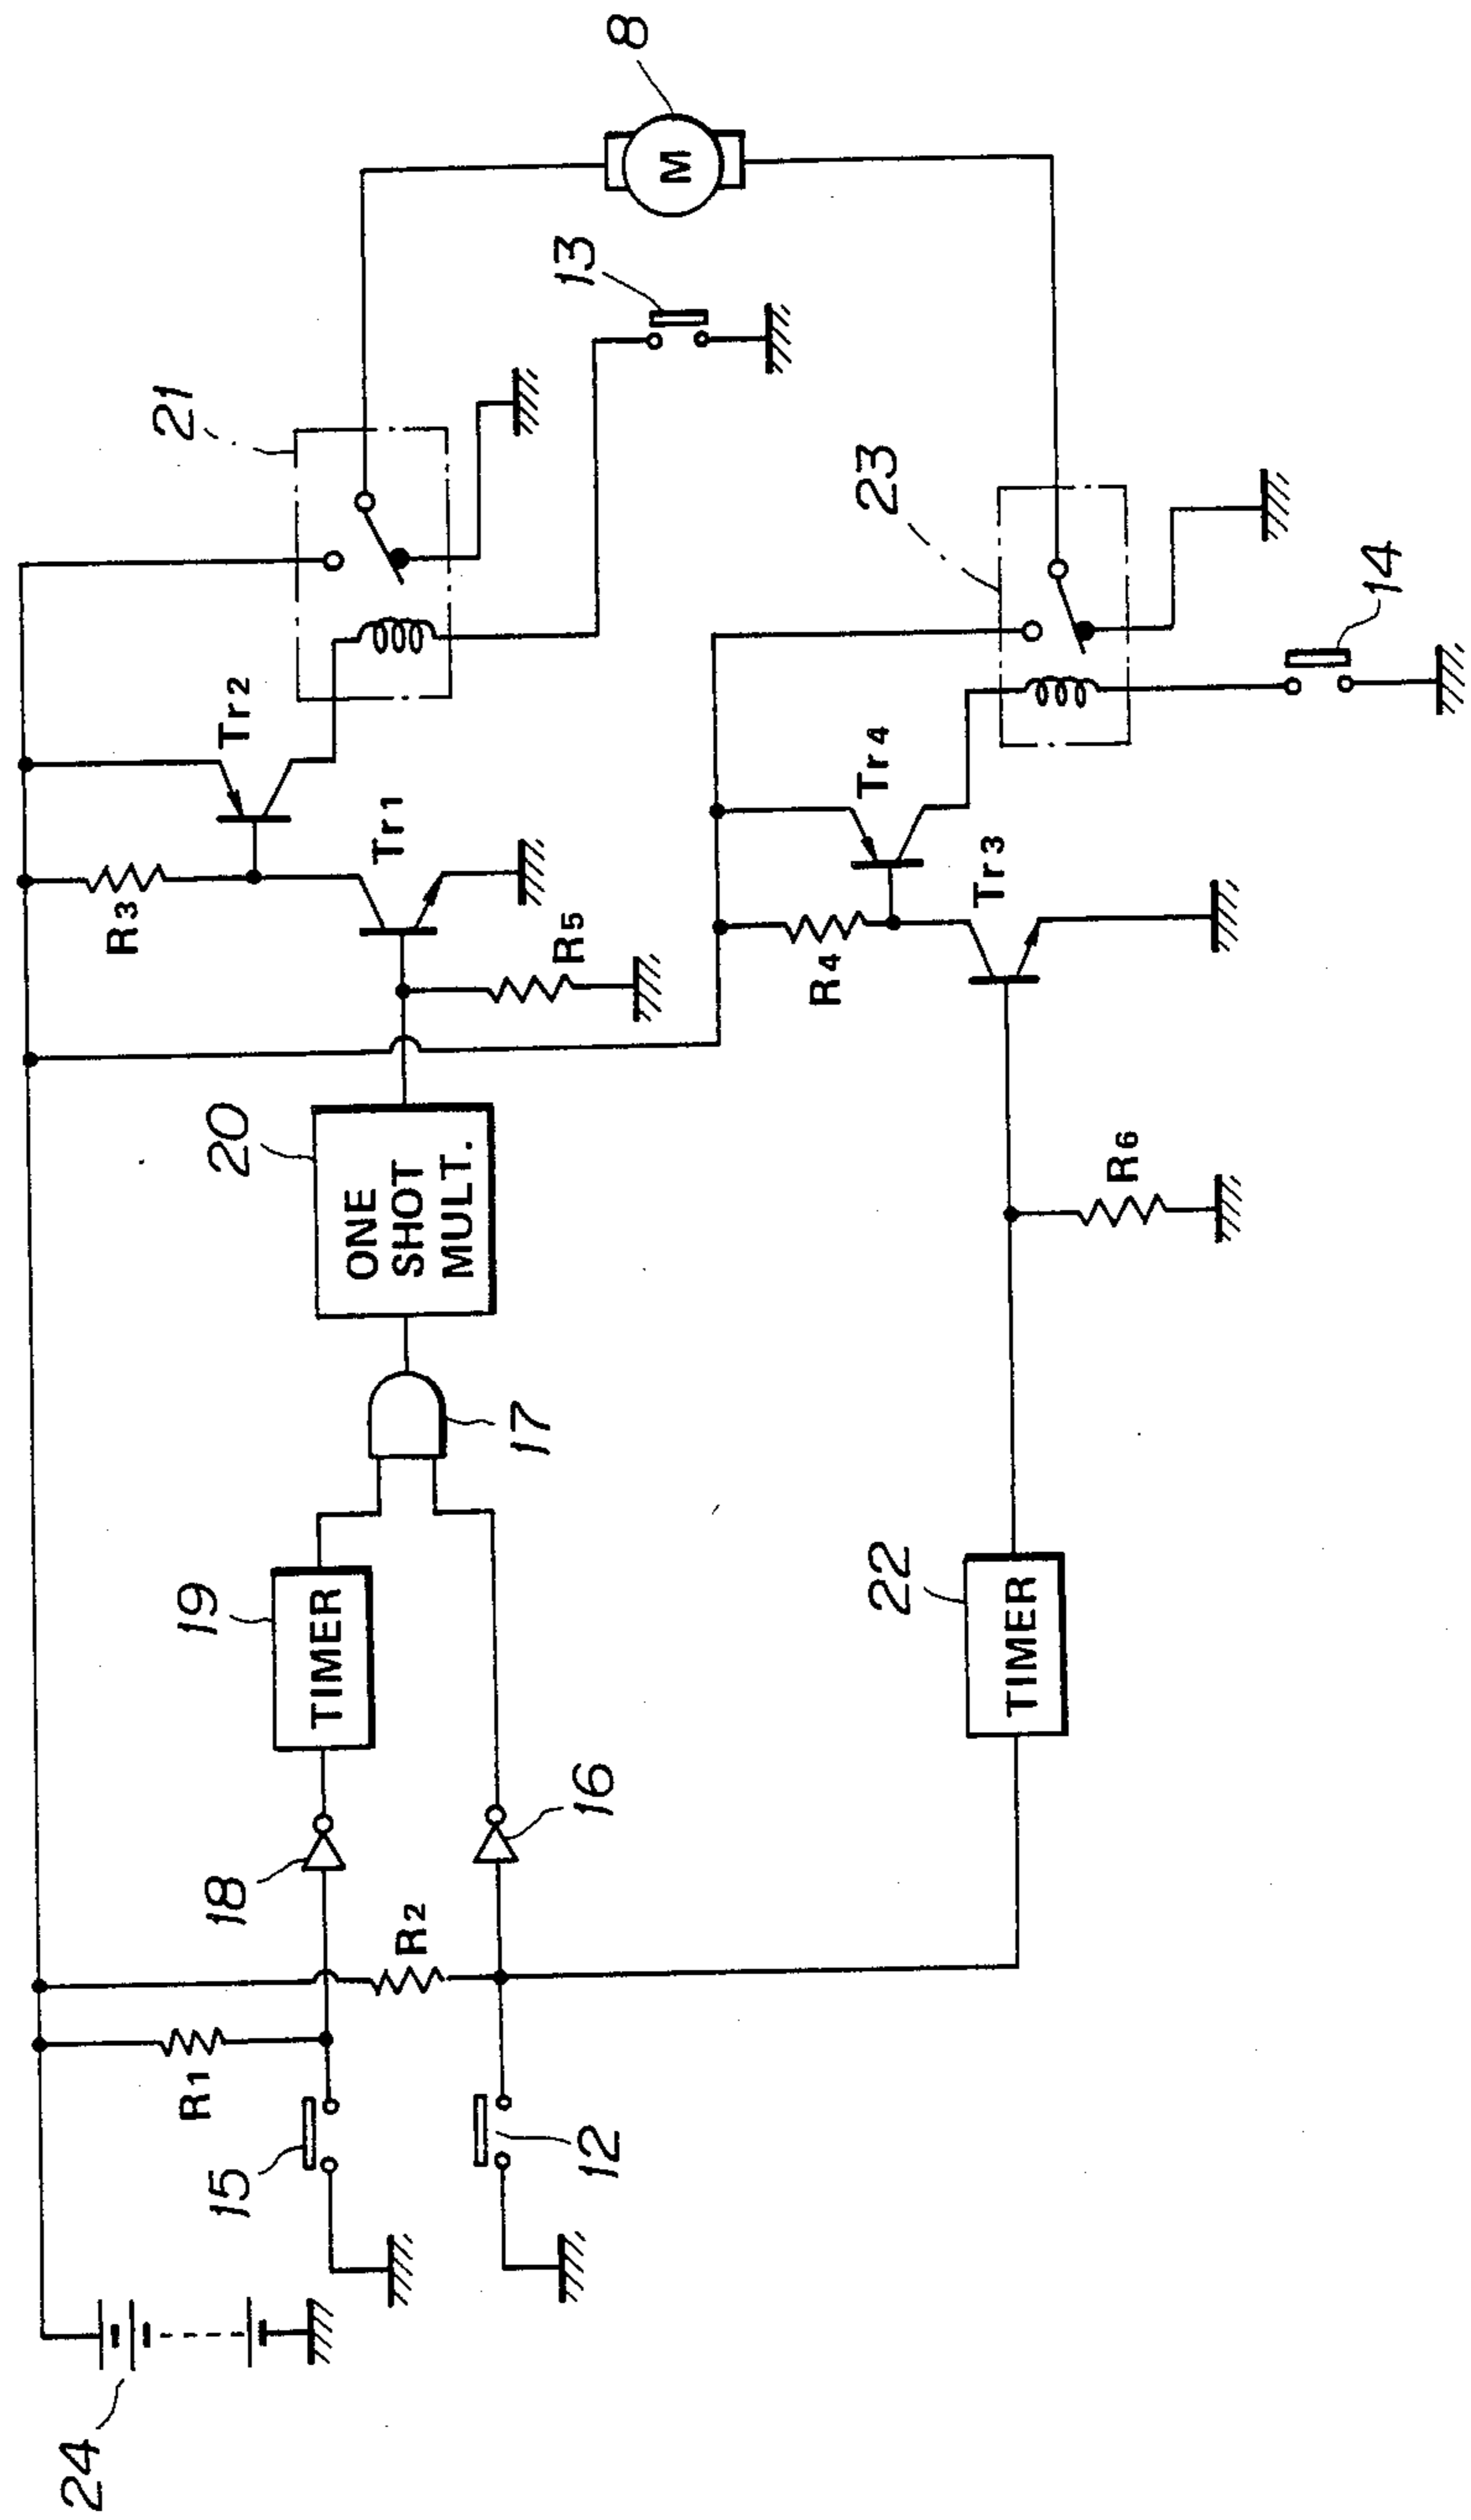 24
15
12
R1
R2
18
16
19
TIMER
22
TIMER
17
20
ONE
SHOT
MULT.
R6
R5
R3
Tr1
Tr2
R4
Tr3
Tr4
21
23
13
14
8
M